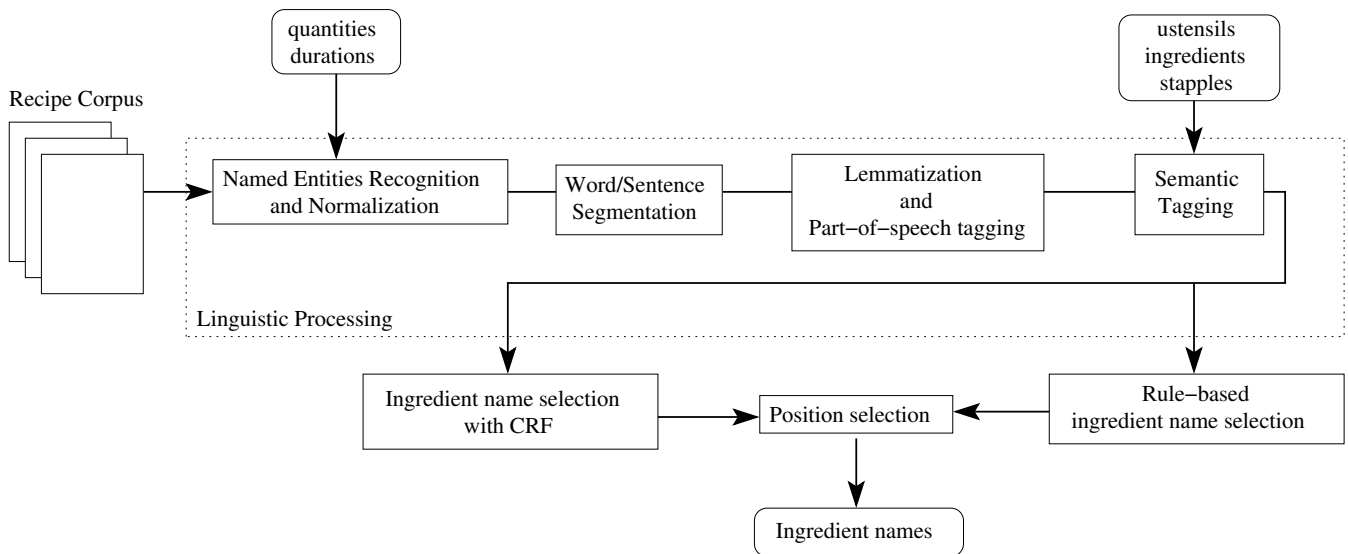 quantities
durations
ustensils
ingredients
stapples
Recipe Corpus
Named Entities Recognition
and Normalization
Word/Sentence
Segmentation
Lemmatization
and
Part−of−speech tagging
Semantic
Tagging
Linguistic Processing
Ingredient name selection
with CRF
Position selection
Rule−based
ingredient name selection
Ingredient names